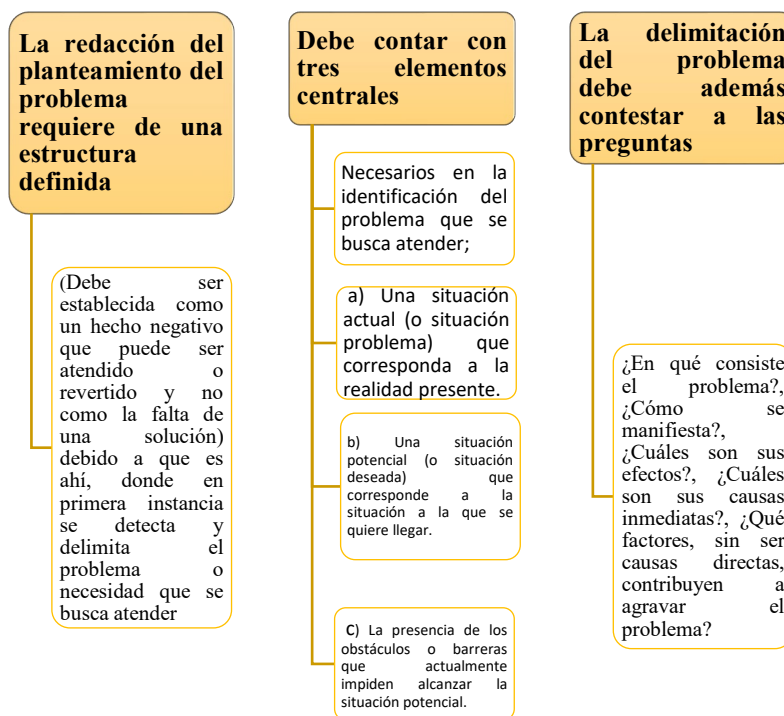 La redacción del
planteamiento del
problema
requiere de una
estructura
definida
(Debe ser
establecida como
un hecho negativo
que puede ser
atendido o
revertido y no
como la falta de
una solución)
debido a que es
ahí, donde en
primera instancia
se detecta y
delimita el
problema o
necesidad que se
busca atender
Debe contar con
tres elementos
centrales
Necesarios en la
identificación del
problema que se
busca atender;
a) Una situación
actual (o situación
problema) que
corresponda a la
realidad presente.
b) Una situación
potencial (o situación
deseada) que
corresponde a la
situación a la que se
quiere llegar.
C) La presencia de los
obstáculos o barreras
que actualmente
impiden alcanzar la
situación potencial.
La delimitación
del problema
debe además
contestar a las
preguntas
¿En qué consiste
el problema?,
¿Cómo se
manifiesta?,
¿Cuáles son sus
efectos?, ¿Cuáles
son sus causas
inmediatas?, ¿Qué
factores, sin ser
causas directas,
contribuyen a
agravar el
problema?